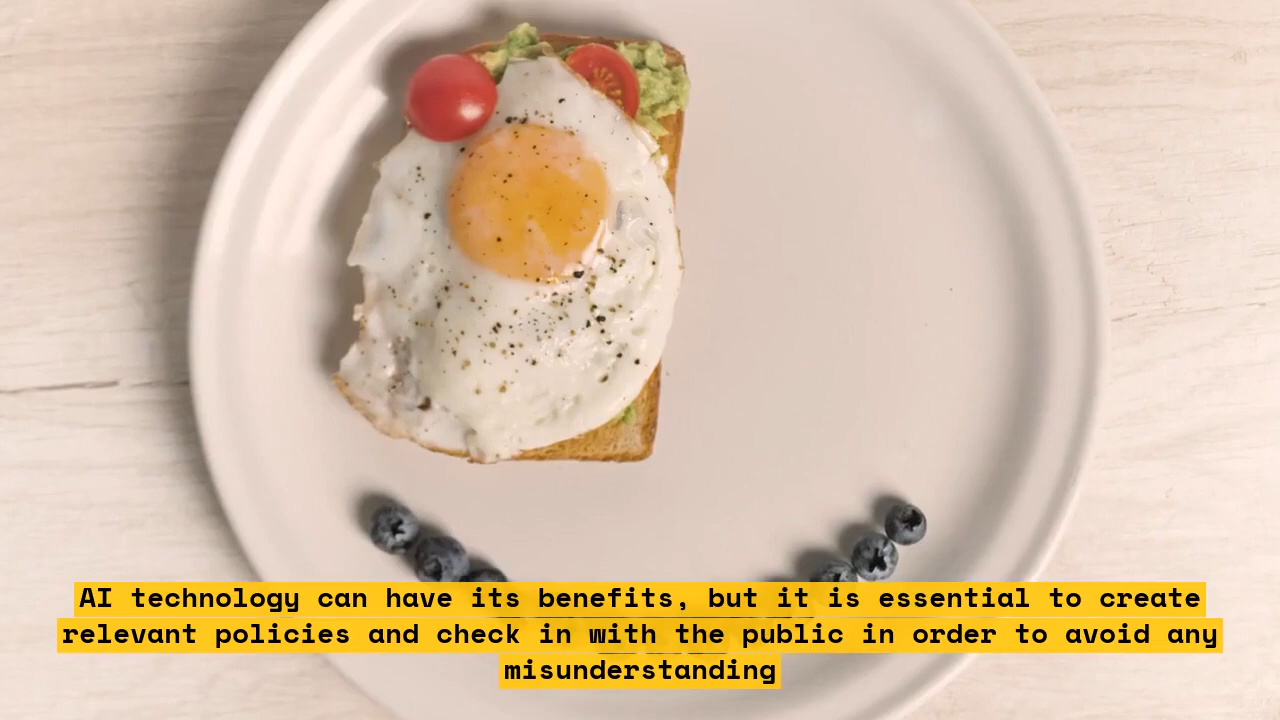 AI technology can have its benefits, but it is essential to create
relevant policies and check in with the public in order to avoid any
misunderstanding